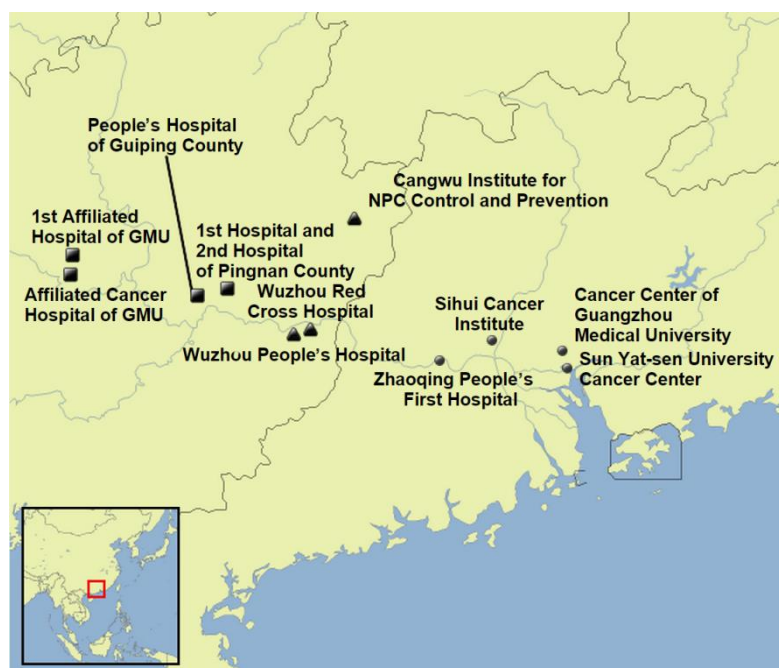 People's Hospital
of Guiping County
Cangwu Institute for
NPC Control and Prevention
1st Affiliated
Hospital of GMU
1st Hospital and
2nd Hospital
of Pingnan County
Affiliated Cancer
Hospital of GMU
Wuzhou Red
Cross Hospital
Wuzhou People's Hospital
Sihui Cancer
Institute
Cancer Center of
Guangzhou
Medical University
Sun Yat-sen University
Cancer Center
Zhaoqing People's
First Hospital